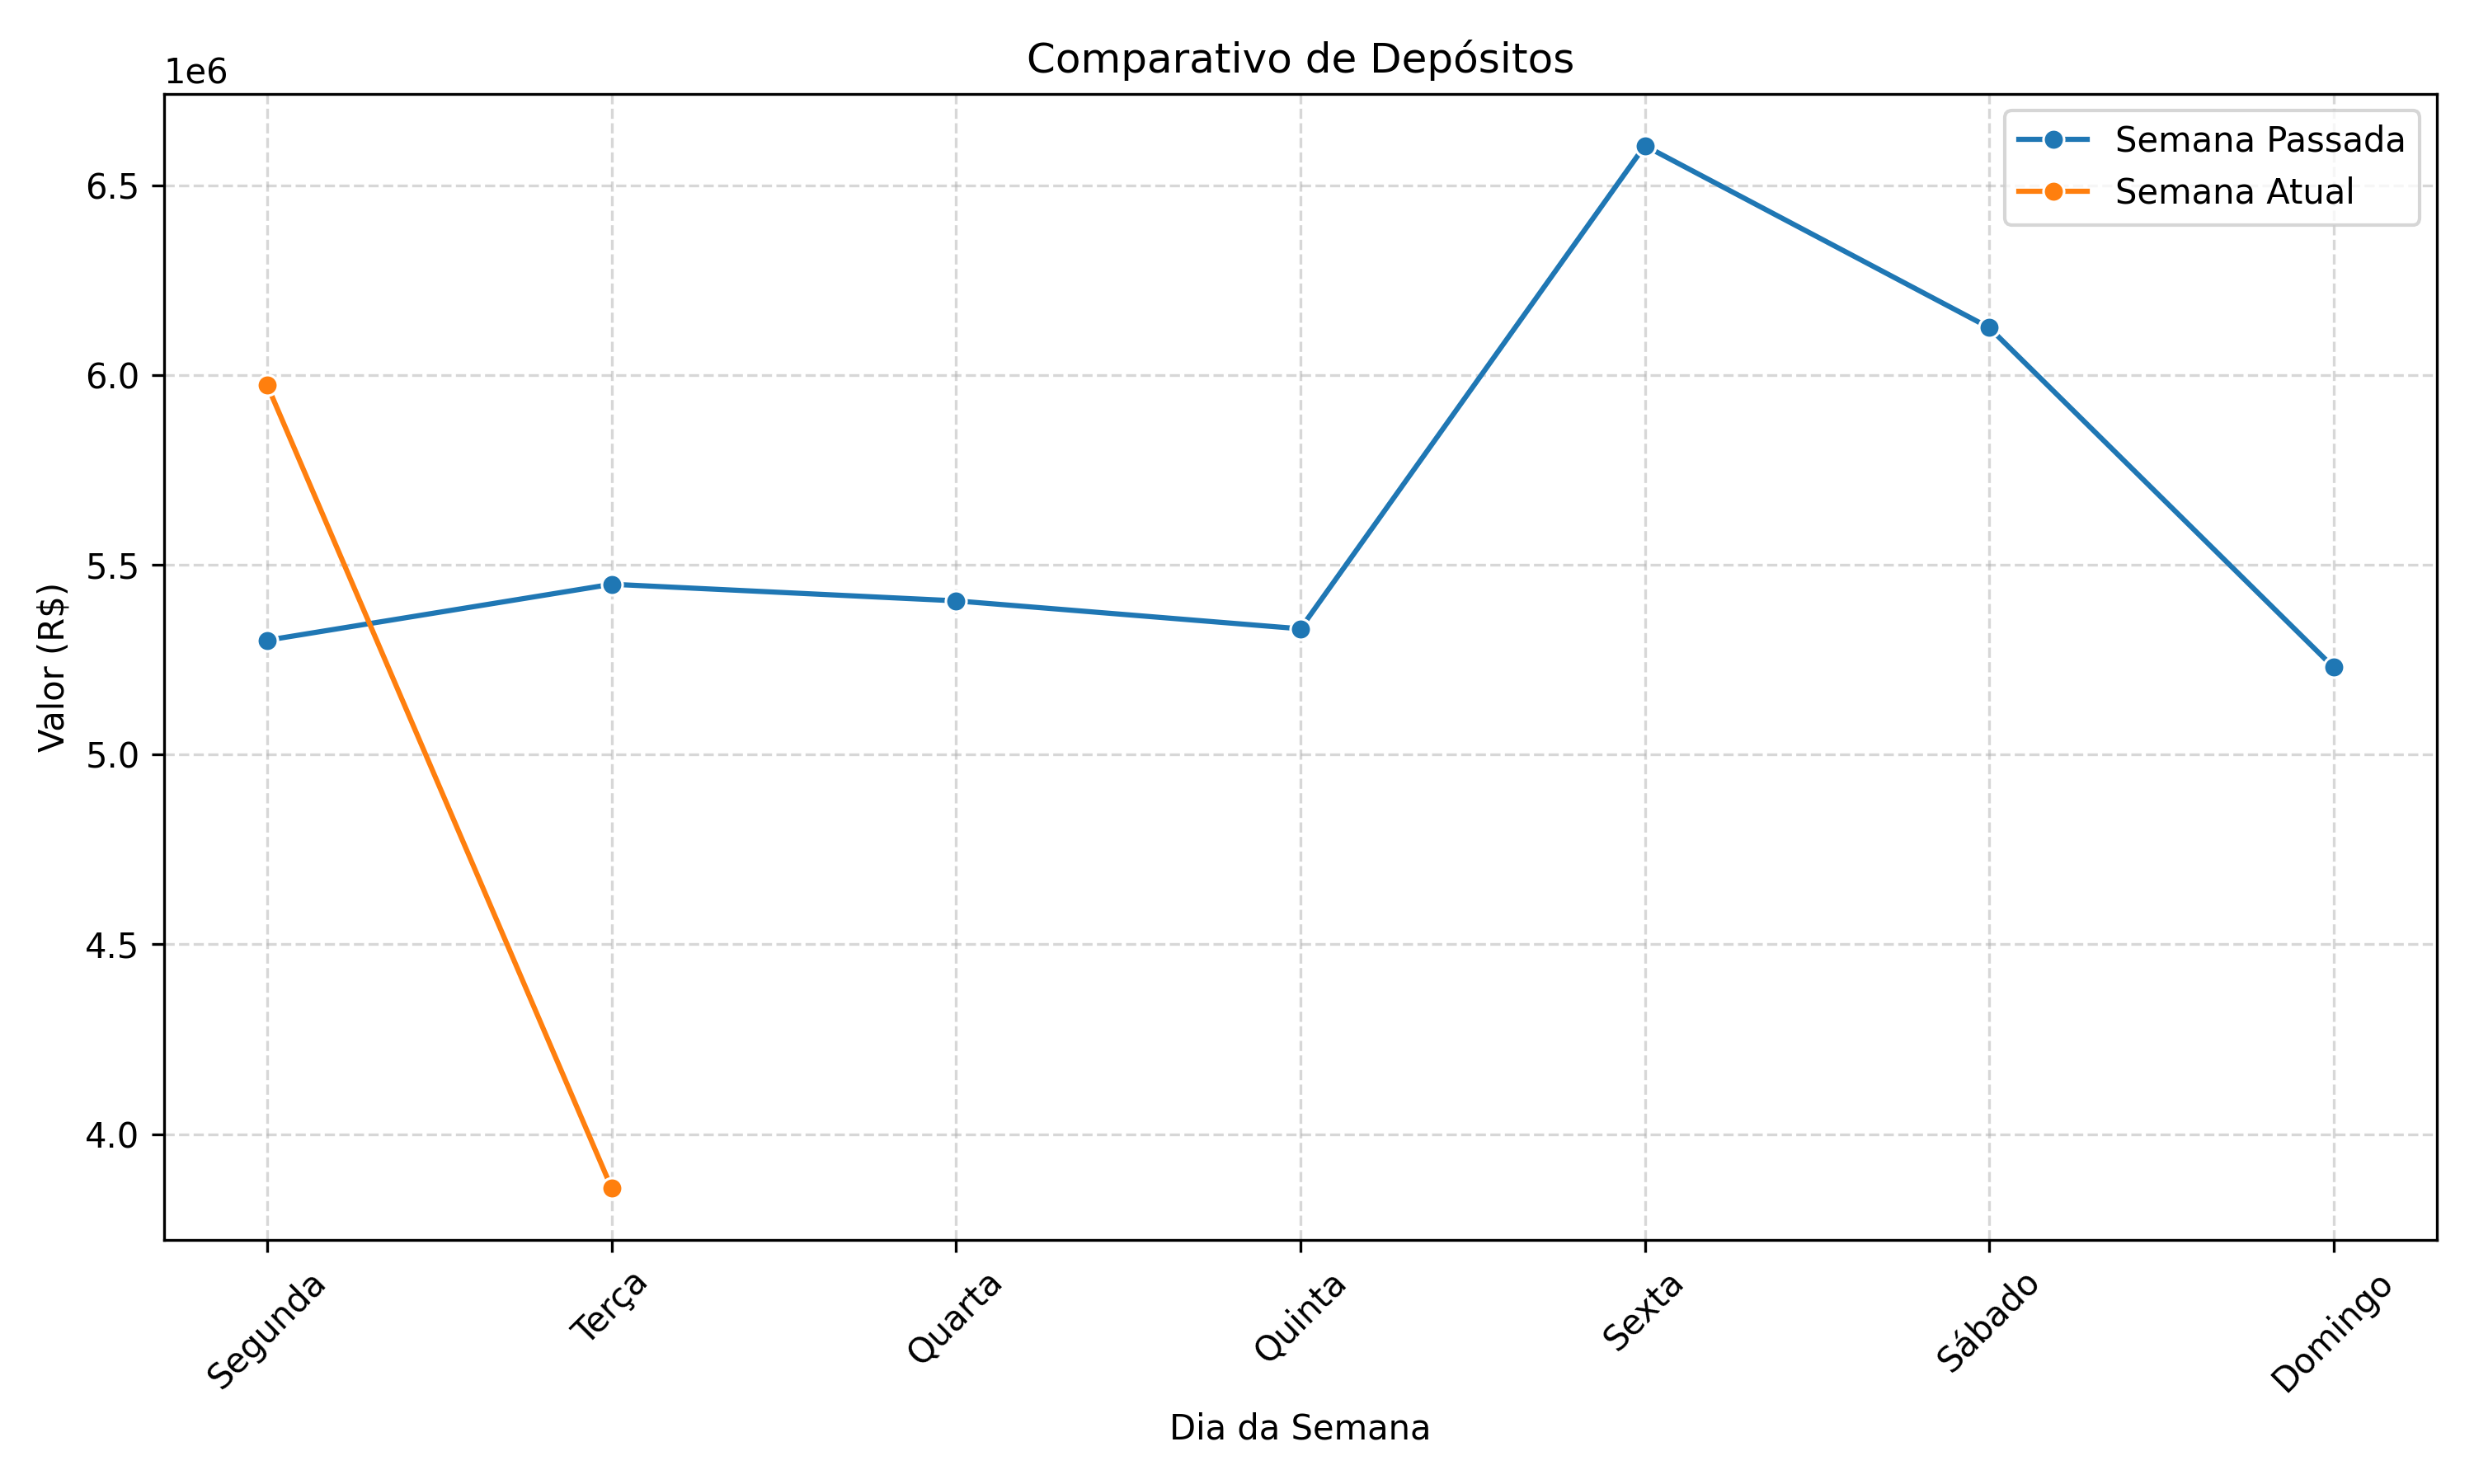 Comparativo de Depósitos
1e6
Semana Passada
Semana Atual
6.5
6.0
5.5
5.0
4.5
4.0
Valor (R$)
Segunda
Terça
Quarta
Quinta
Sexta
Sábado
Domingo
Dia da Semana